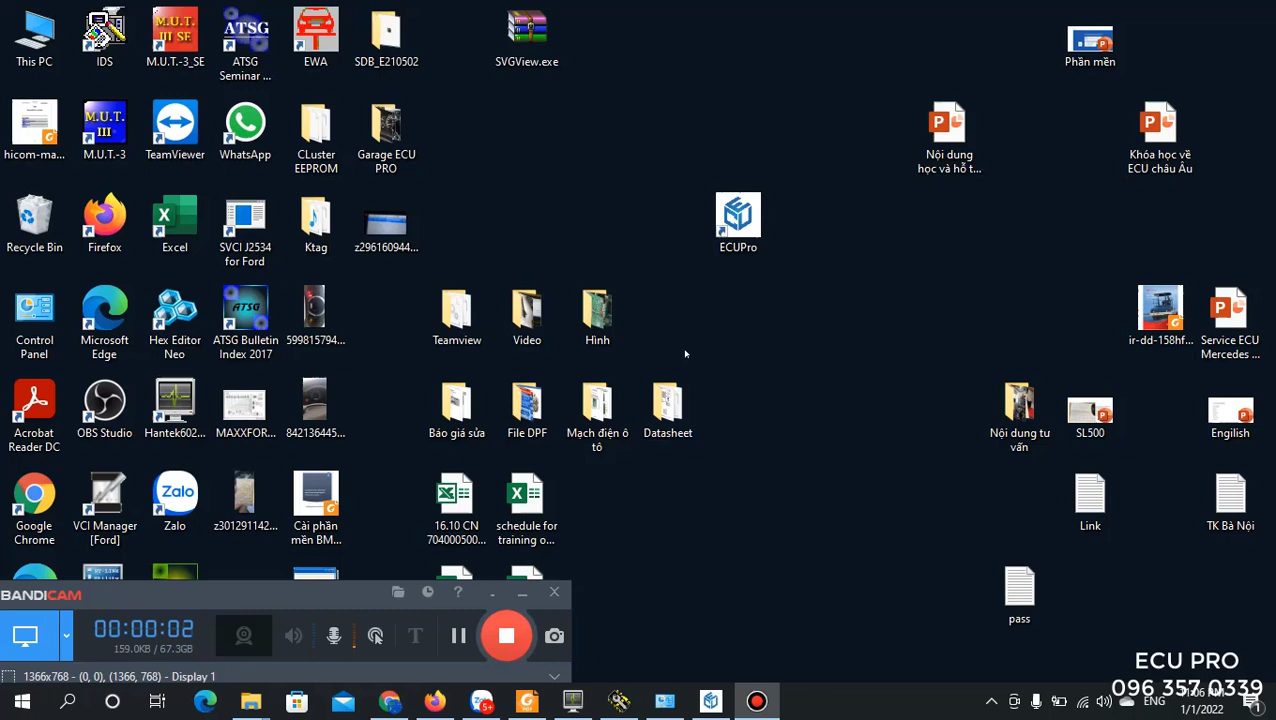 This PC
IDS
M.U.T.-3_SE
ATSG
Seminar ...
EWA
SDB_E210502
SVGView.exe
Phần mền
hicom-ma...
M.U.T.-3
TeamViewer
WhatsApp
CLuster
EEPROM
Garage ECU
PRO
Nội dung
học và hỗ t...
Khóa học về
ECU châu Âu
Recycle Bin
Firefox
Excel
SVCI J2534
for Ford
Ktag
z296160944...
ECUPro
Control
Panel
Microsoft
Edge
Hex Editor
Neo
ATSG Bulletin
Index 2017
599815794...
Teamview
Video
Hình
ir-dd-158hf...
Service ECU
Mercedes ...
Acrobat
Reader DC
OBS Studio
Hantek602...
MAXXFOR...
842136445...
Báo giá sửa
File DPF
Mạch điện ô
tô
Datasheet
Nội dung tư
vấn
SL500
Engilish
Google
Chrome
VCI Manager
[Ford]
Zalo
z301291142...
Cài phần
mền BM...
16.10 CN
704000500...
schedule for
training o...
Link
TK Bà Nội
pass
BANDICAM
00:00:02
159.0KB / 67.3GB
1366x768 - (0, 0), (1366, 768) - Display 1
ECU PRO
096 357 0339
ENG
11:06 PM
1/1/2022